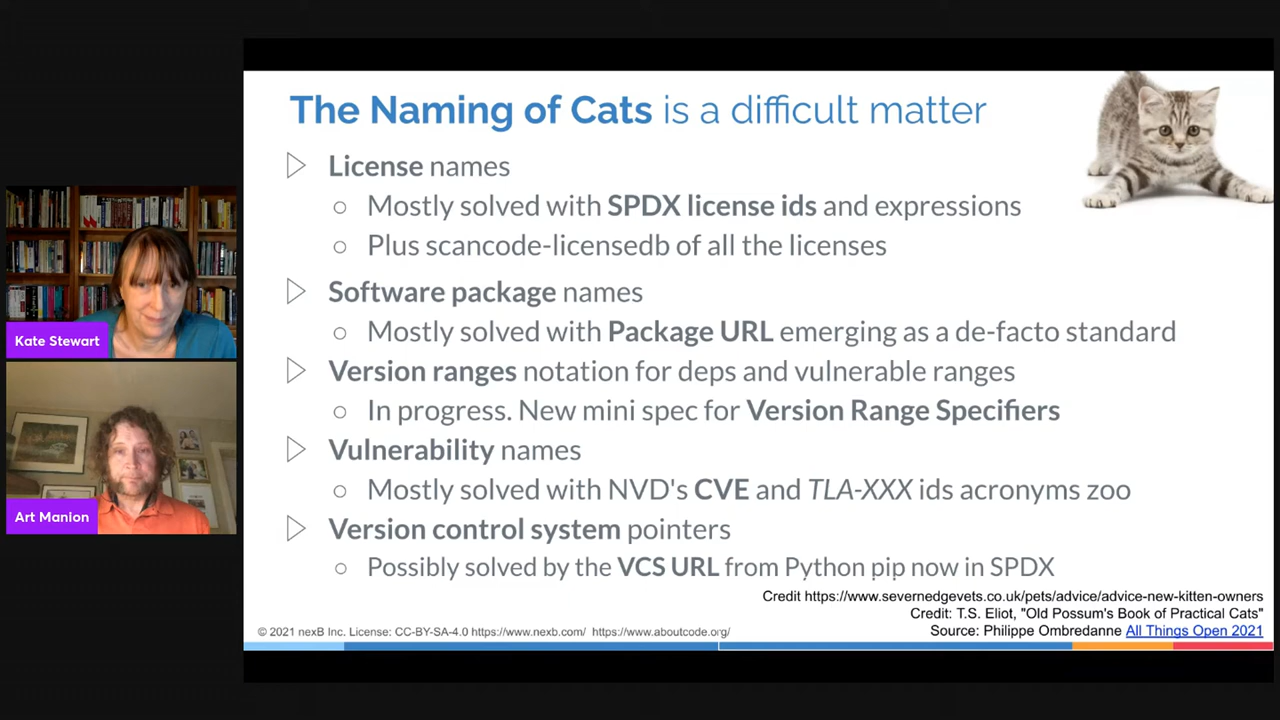 The Naming of Cats is a difficult matter
License names
Mostly solved with SPDX license ids and expressions
Plus scancode-licensedb of all the licenses
Software package names
Mostly solved with Package URL emerging as a de-facto standard
Version ranges notation for deps and vulnerable ranges
In progress. New mini spec for Version Range Specifiers
Vulnerability names
Mostly solved with NVD's CVE and TLA-XXX ids acronyms zoo
Version control system pointers
Possibly solved by the VCS URL from Python pip now in SPDX
Credit https://www.severnedgevets.co.uk/pets/advice/advice-new-kitten-owners
Credit: T.S. Eliot, "Old Possum's Book of Practical Cats"
Source: Philippe Ombredanne All Things Open 2021
© 2021 nexB Inc. License: CC-BY-SA-4.0 https://www.nexb.com/ https://www.aboutcode.org/
Kate Stewart
Art Manion